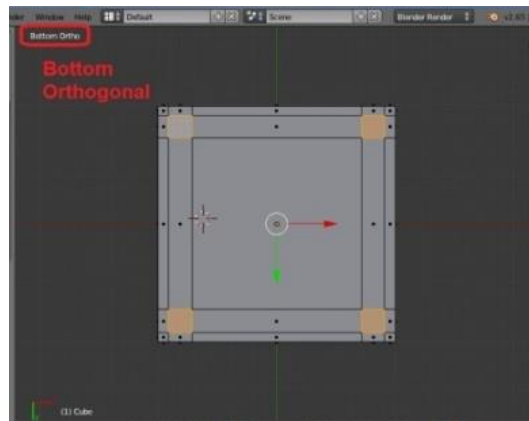 Window Help Default Scene Blender Render
Bottom Ortho
Bottom
Orthogonal
(1) Cube